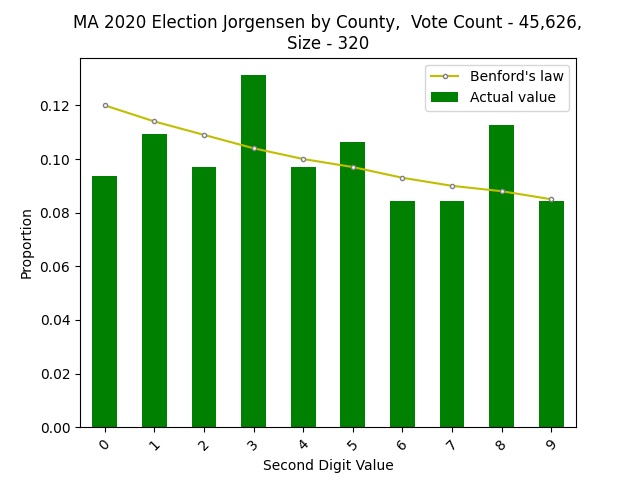 MA 2020 Election Jorgensen by County,  Vote Count - 45,626,
Size - 320
Benford's law
Actual value
Proportion
0.12
0.10
0.08
0.06
0.04
0.02
0.00
0 1 2 3 4 5 6 7 8 9
Second Digit Value